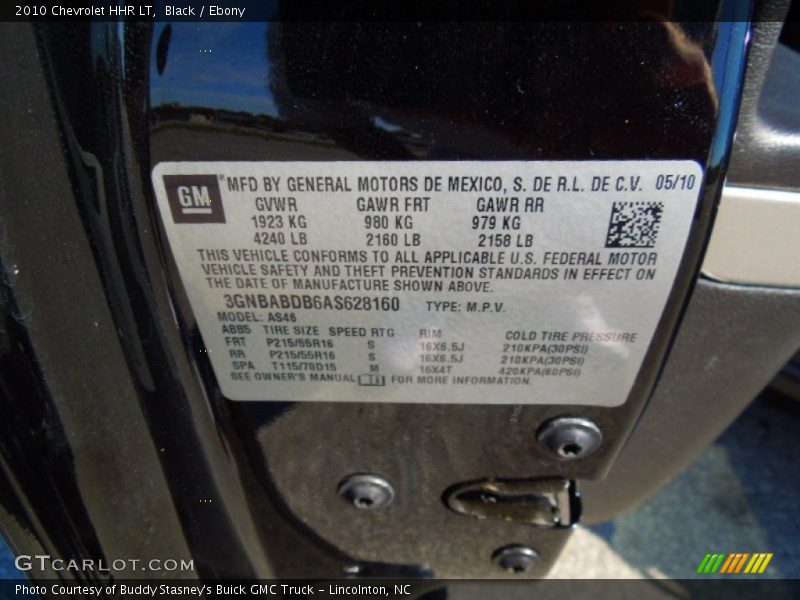 2010 Chevrolet HHR LT, Black / Ebony
GM MFD BY GENERAL MOTORS DE MEXICO, S. DE R.L. DE C.V. 05/10
GVWR GAWR FRT GAWR RR
1923 KG 980 KG 979 KG
4240 LB 2160 LB 2158 LB
THIS VEHICLE CONFORMS TO ALL APPLICABLE U.S. FEDERAL MOTOR
VEHICLE SAFETY AND THEFT PREVENTION STANDARDS IN EFFECT ON
THE DATE OF MANUFACTURE SHOWN ABOVE.
3GNBABDB6AS628160 TYPE: M.P.V.
MODEL: AS46
ABB5 TIRE SIZE SPEED RTG RIM COLD TIRE PRESSURE
FRT P215/55R16 S 16X6.5J 210KPA(30PSI)
RR P215/55R16 S 16X6.5J 210KPA(30PSI)
SPA T115/70D15 M 15X4T 420KPA(60PSI)
SEE OWNER'S MANUAL FOR MORE INFORMATION.
GTCARLOT.COM
Photo Courtesy of Buddy Stasney's Buick GMC Truck - Lincolnton, NC